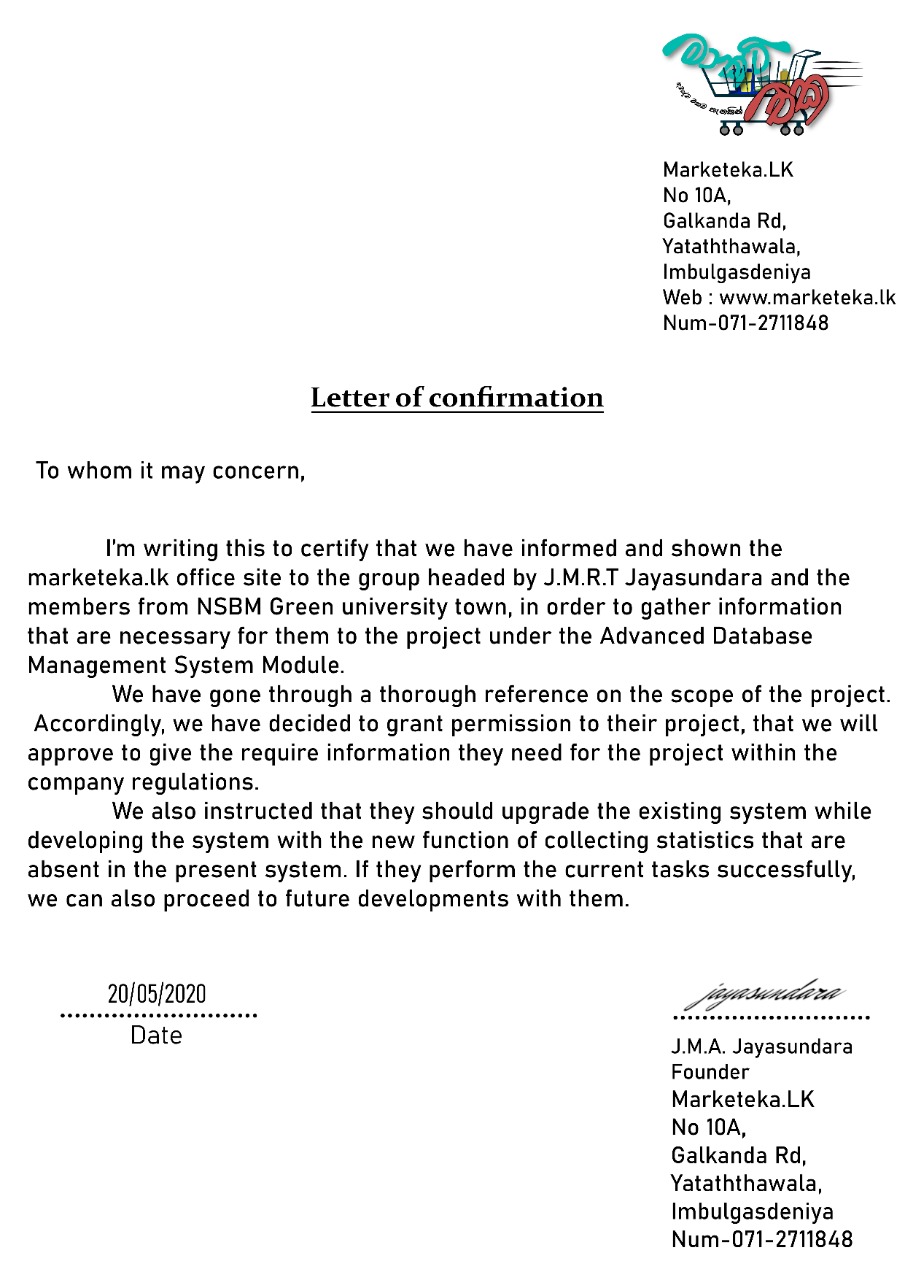 මාකට්
එක
Marketeka.LK
No 10A,
Galkanda Rd,
Yataththawala,
Imbulgasdeniya
Web : www.marketeka.lk
Num-071-2711848
Letter of confirmation
To whom it may concern,
I'm writing this to certify that we have informed and shown the
marketeka.lk office site to the group headed by J.M.R.T Jayasundara and the
members from NSBM Green university town, in order to gather information
that are necessary for them to the project under the Advanced Database
Management System Module.
We have gone through a thorough reference on the scope of the project.
Accordingly, we have decided to grant permission to their project, that we will
approve to give the require information they need for the project within the
company regulations.
We also instructed that they should upgrade the existing system while
developing the system with the new function of collecting statistics that are
absent in the present system. If they perform the current tasks successfully,
we can also proceed to future developments with them.
20/05/2020
Date
jayasundara
J.M.A. Jayasundara
Founder
Marketeka.LK
No 10A,
Galkanda Rd,
Yataththawala,
Imbulgasdeniya
Num-071-2711848